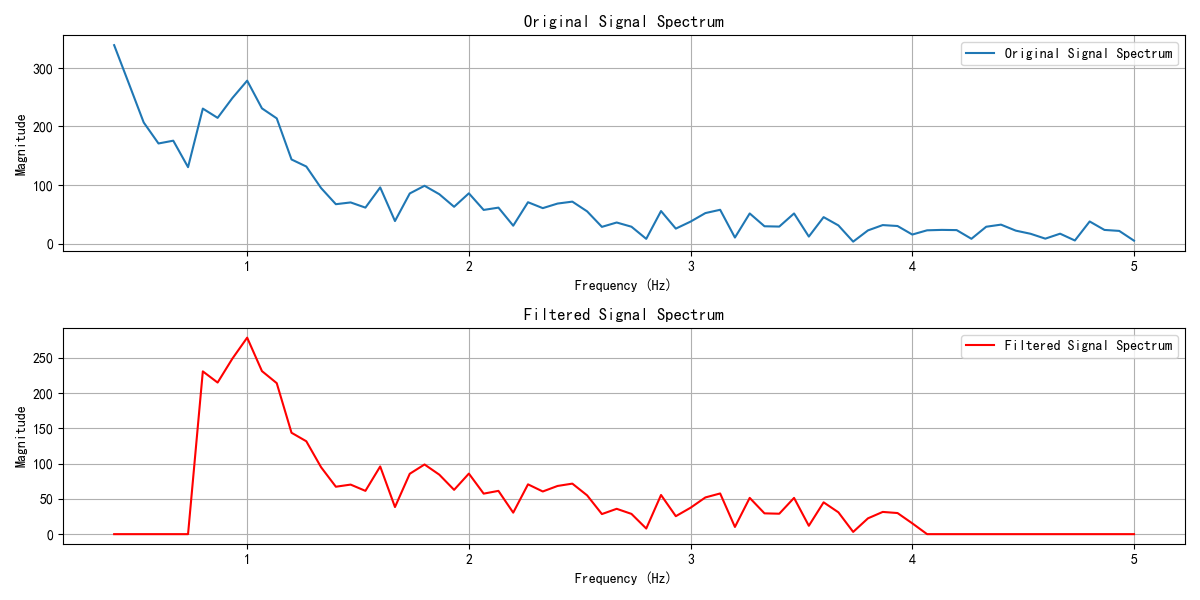 Original Signal Spectrum
Original Signal Spectrum
Magnitude
300
200
100
0
1 2 3 4 5
Frequency (Hz)
Filtered Signal Spectrum
Filtered Signal Spectrum
Magnitude
250
200
150
100
50
0
1 2 3 4 5
Frequency (Hz)